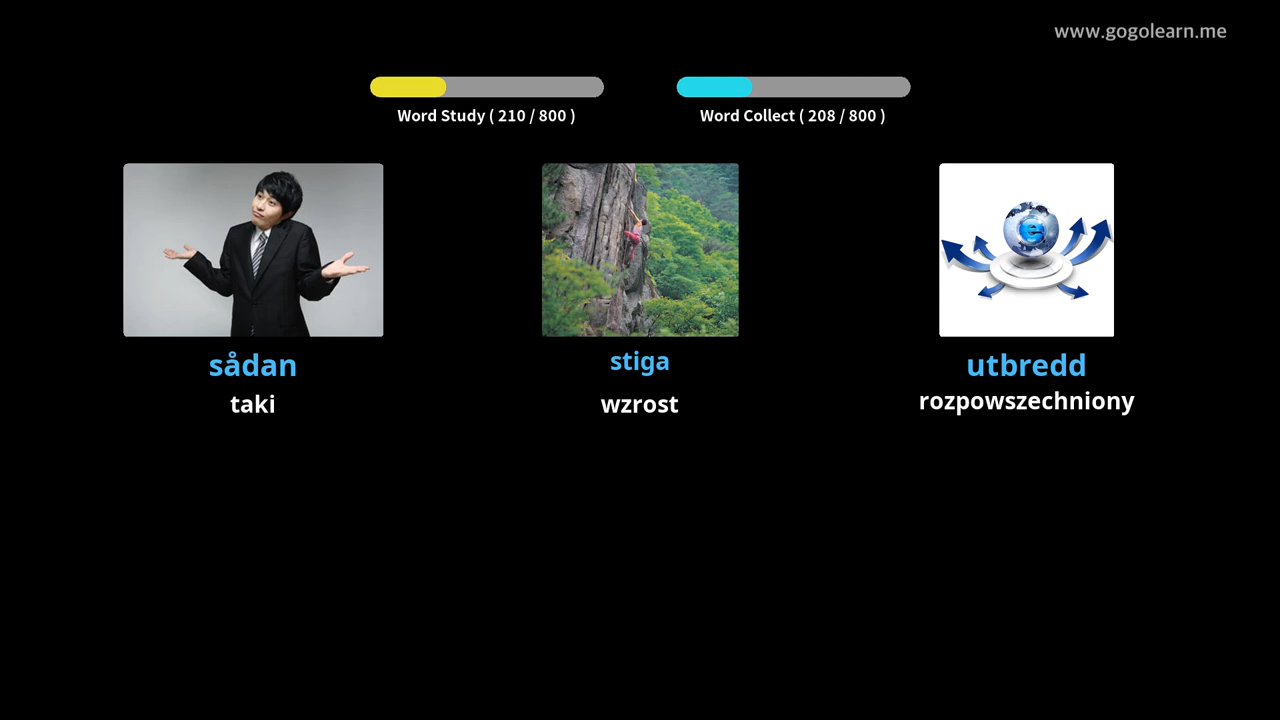 www.gogolearn.me
Word Study ( 210 / 800 )
Word Collect ( 208 / 800 )
sådan
stiga
utbredd
taki
wzrost
rozpowszechniony